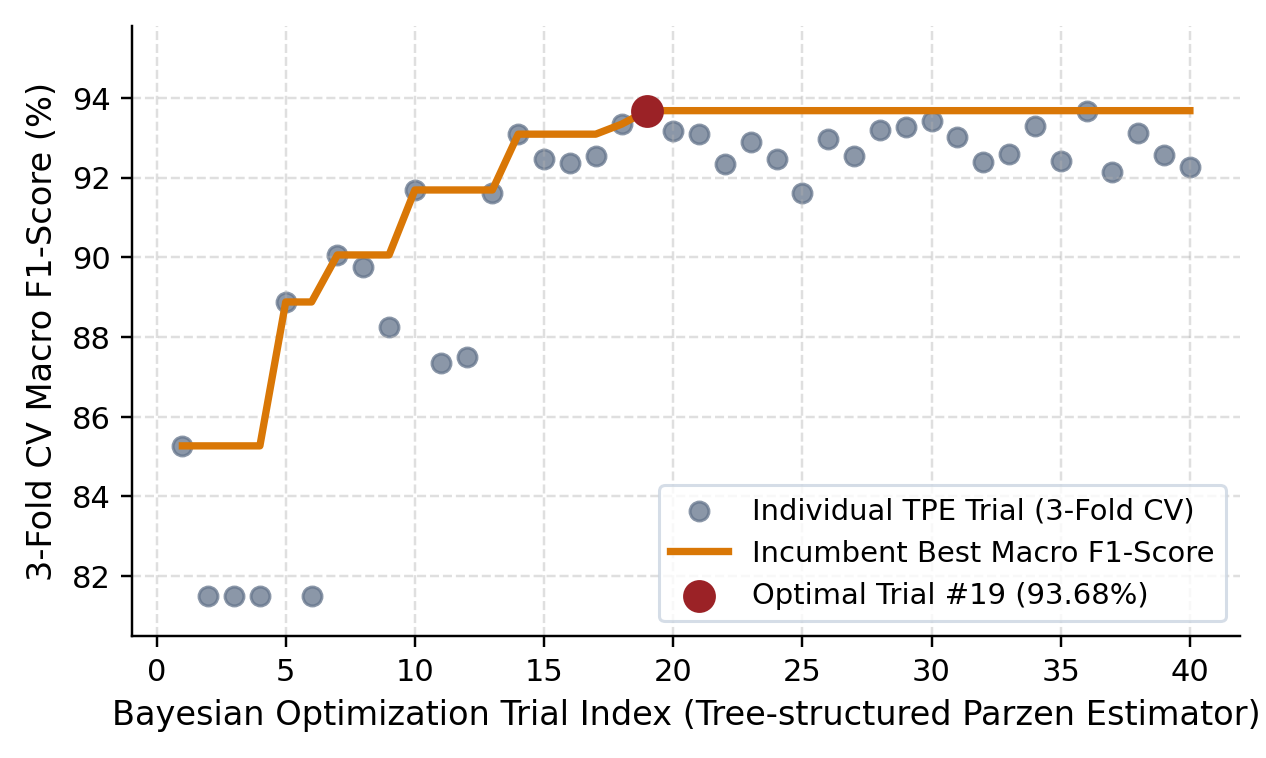 3-Fold CV Macro F1-Score (%)
94
92
90
88
86
84
82
Individual TPE Trial (3-Fold CV)
Incumbent Best Macro F1-Score
Optimal Trial #19 (93.68%)
0 5 10 15 20 25 30 35 40
Bayesian Optimization Trial Index (Tree-structured Parzen Estimator)